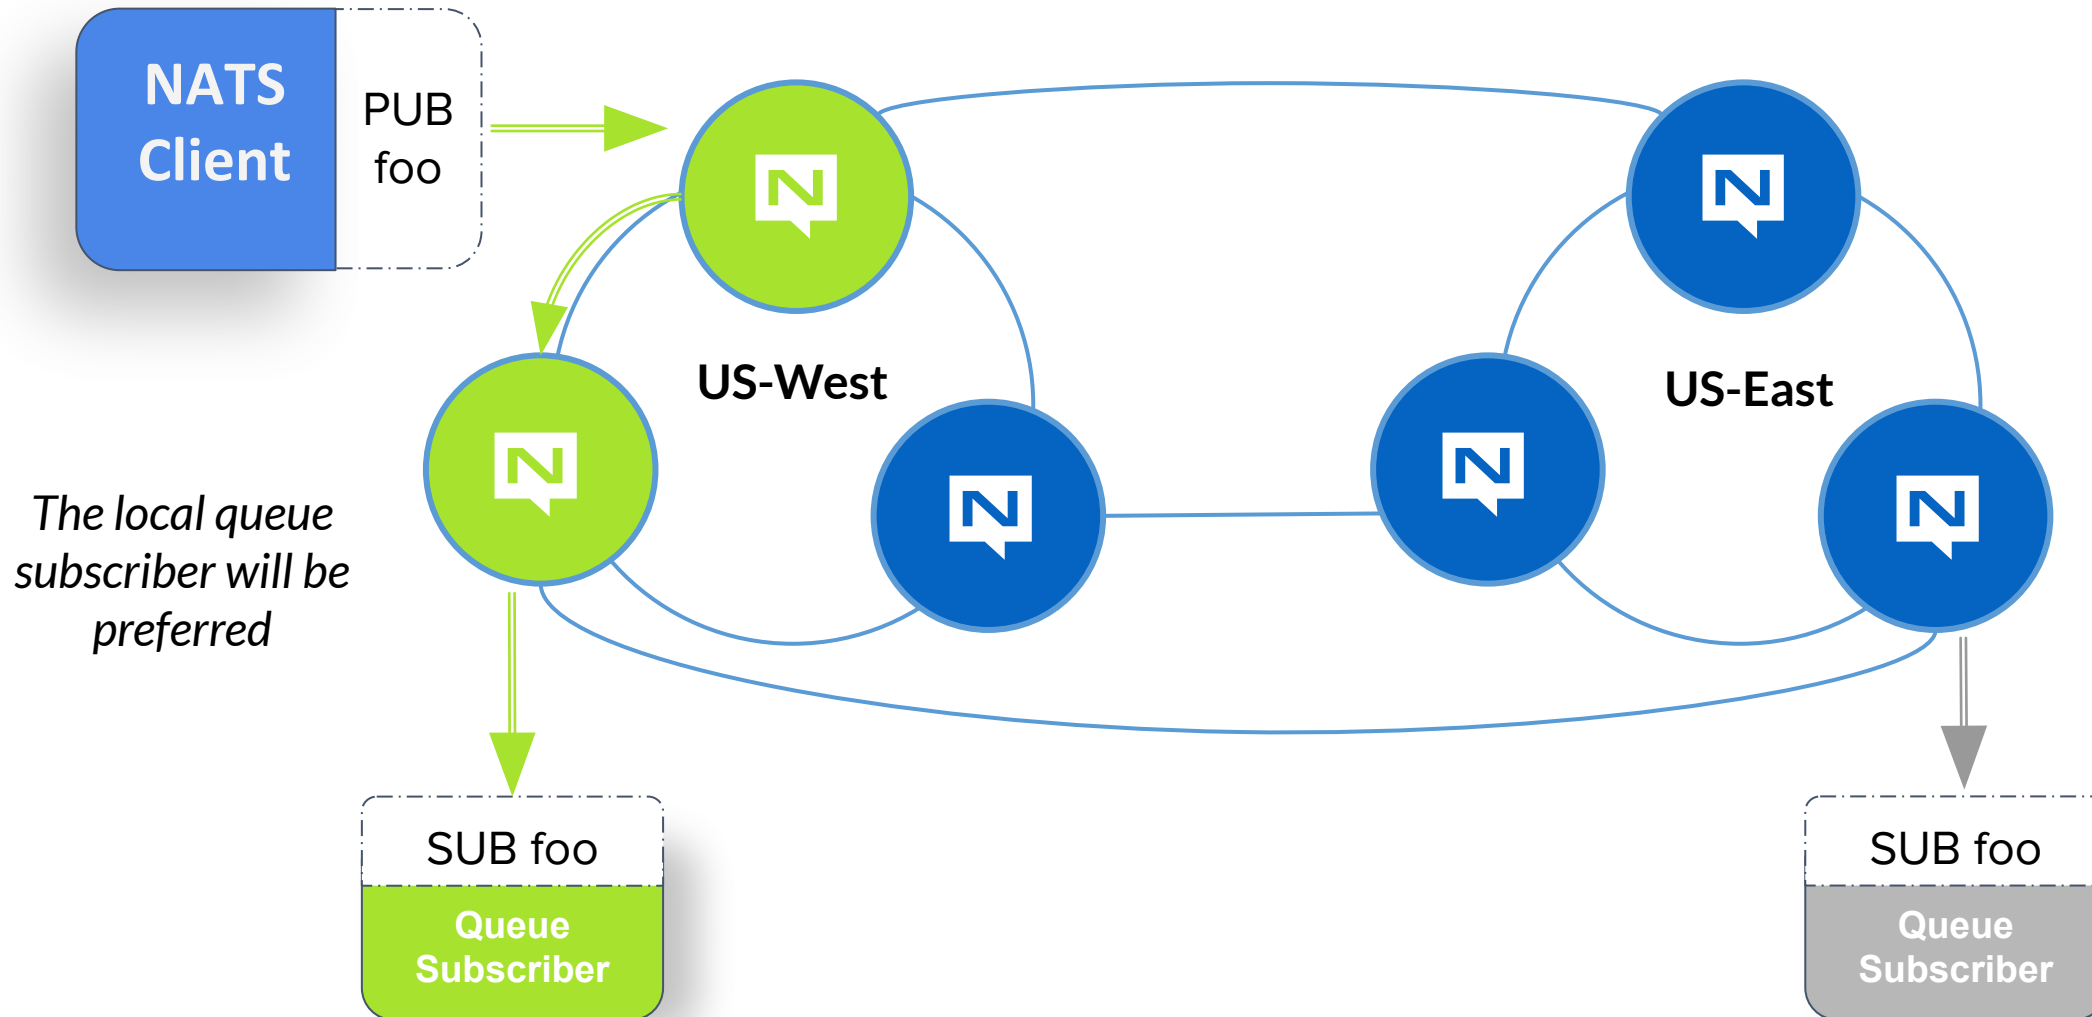 NATS
Client
PUB
foo
US-West
US-East
The local queue
subscriber will be
preferred
SUB foo
Queue
Subscriber
SUB foo
Queue
Subscriber